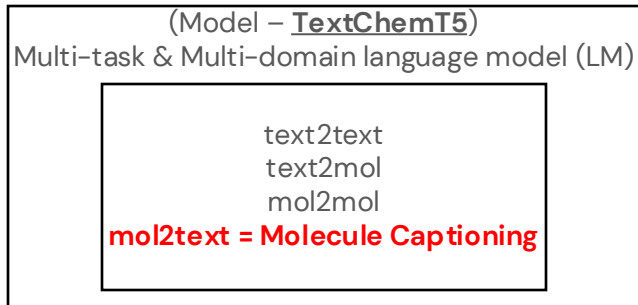 (Model – TextChemT5)
Multi-task & Multi-domain language model (LM)
text2text
text2mol
mol2mol
mol2text = Molecule Captioning